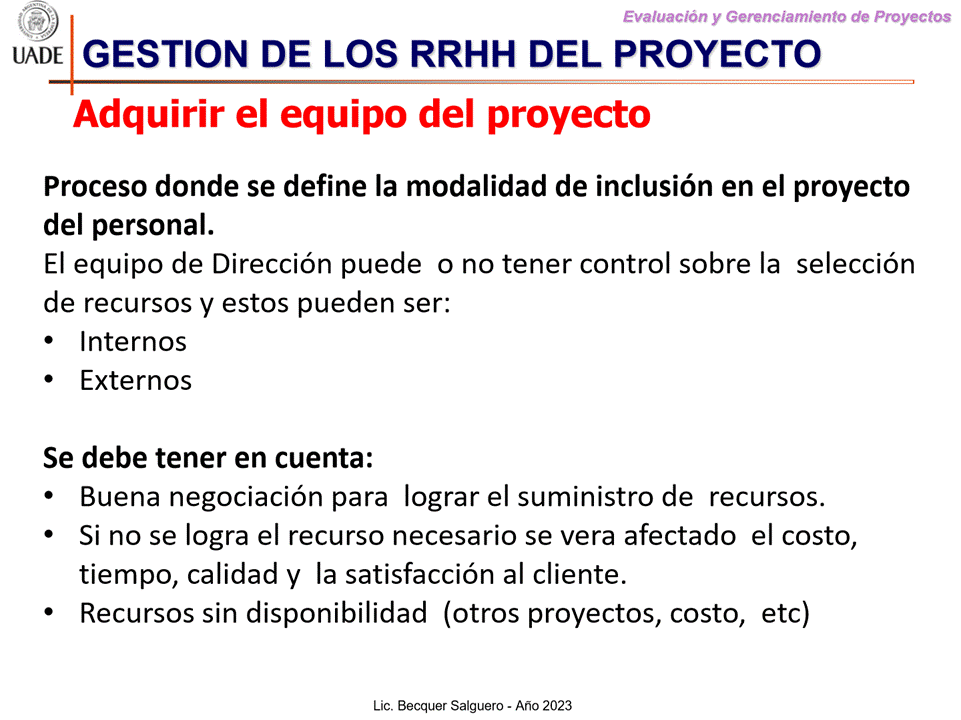 Evaluación y Gerenciamiento de Proyectos
UADE
GESTION DE LOS RRHH DEL PROYECTO
Adquirir el equipo del proyecto
Proceso donde se define la modalidad de inclusión en el proyecto
del personal.
El equipo de Dirección puede  o no tener control sobre la  selección
de recursos y estos pueden ser:
• Internos
• Externos
Se debe tener en cuenta:
• Buena negociación para  lograr el suministro de  recursos.
• Si no se logra el recurso necesario se vera afectado  el costo,
tiempo, calidad y  la satisfacción al cliente.
• Recursos sin disponibilidad  (otros proyectos, costo,  etc)
Lic. Becquer Salguero - Año 2023